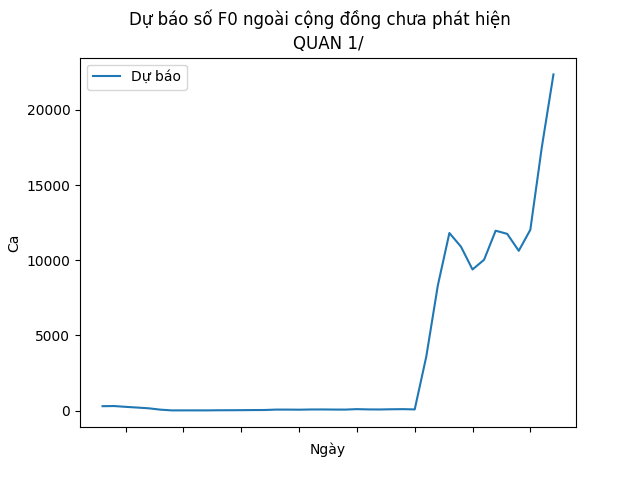 Dự báo số F0 ngoài cộng đồng chưa phát hiện
QUAN 1/
Dự báo
20000
15000
10000
5000
0
Ca
Ngày